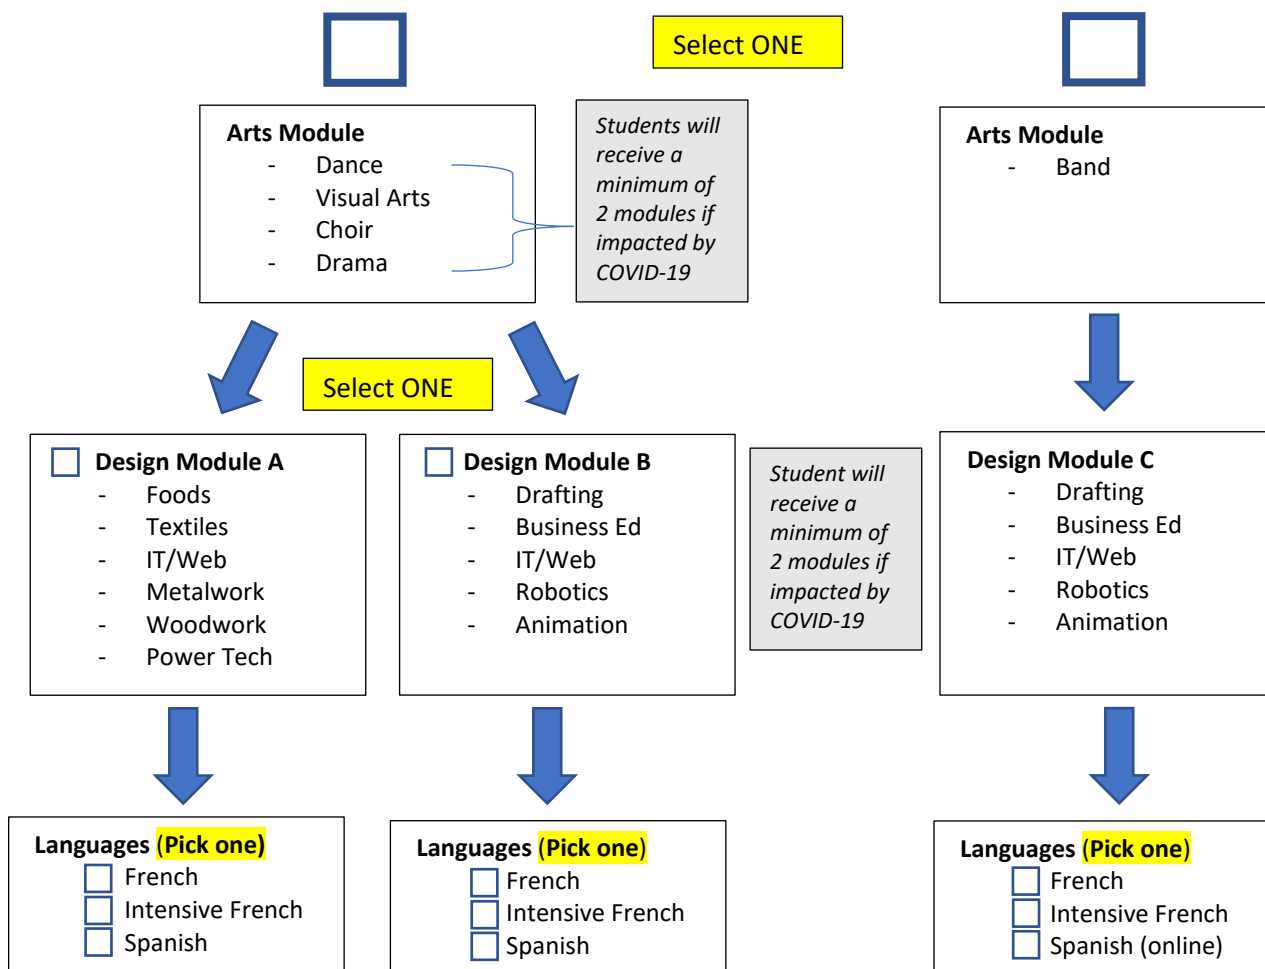 Select ONE
Arts Module
- Dance
- Visual Arts
- Choir
- Drama
Students will
receive a
minimum of
2 modules if
impacted by
COVID-19
Arts Module
- Band
Select ONE
Design Module A
- Foods
- Textiles
- IT/Web
- Metalwork
- Woodwork
- Power Tech
Design Module B
- Drafting
- Business Ed
- IT/Web
- Robotics
- Animation
Student will
receive a
minimum of
2 modules if
impacted by
COVID-19
Design Module C
- Drafting
- Business Ed
- IT/Web
- Robotics
- Animation
Languages (Pick one)
French
Intensive French
Spanish
Languages (Pick one)
French
Intensive French
Spanish
Languages (Pick one)
French
Intensive French
Spanish (online)